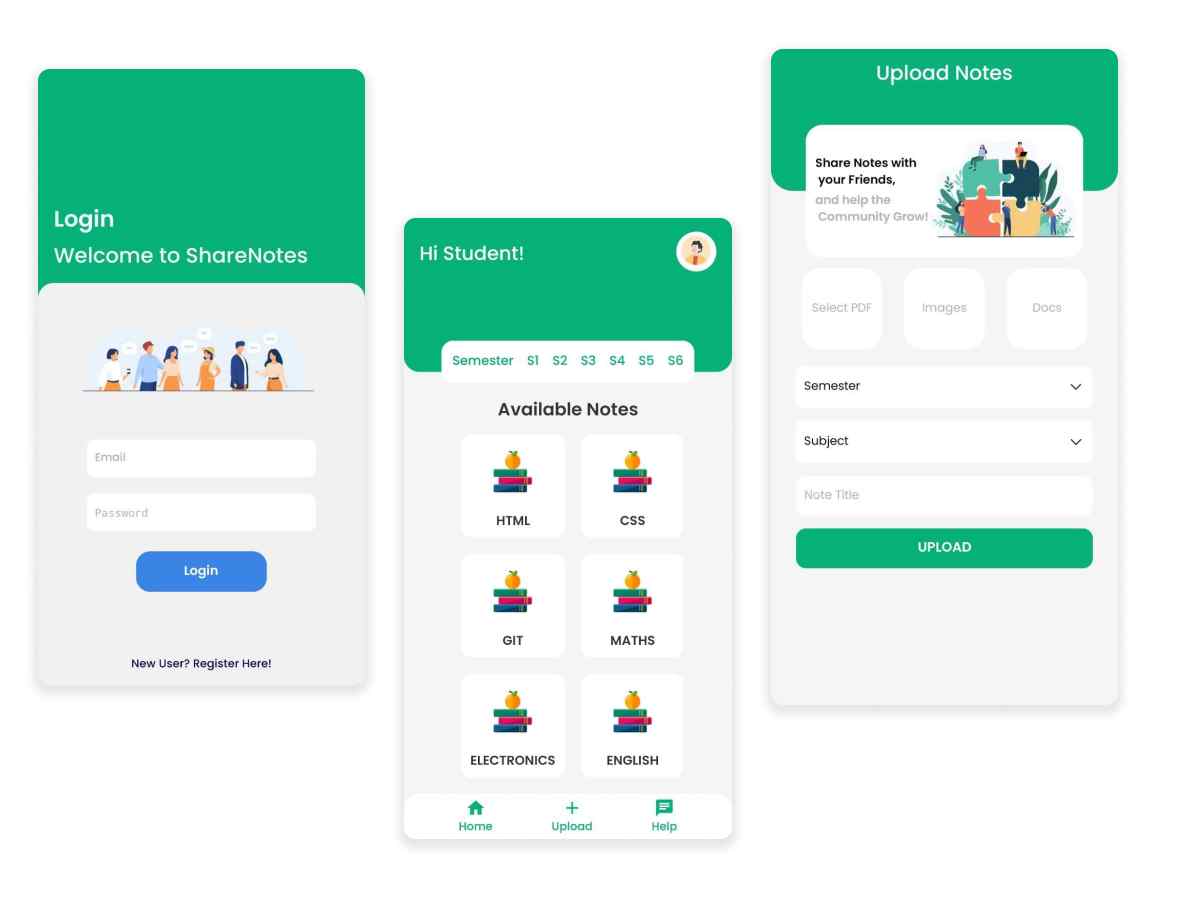 Login
Welcome to ShareNotes
Email
Password
Login
New User? Register Here!
Hi Student!
Semester S1 S2 S3 S4 S5 S6
Available Notes
HTML CSS
GIT MATHS
ELECTRONICS ENGLISH
Home Upload Help
Upload Notes
Share Notes with
your Friends,
and help the
Community Grow!
Select PDF Images Docs
Semester
Subject
Note Title
UPLOAD